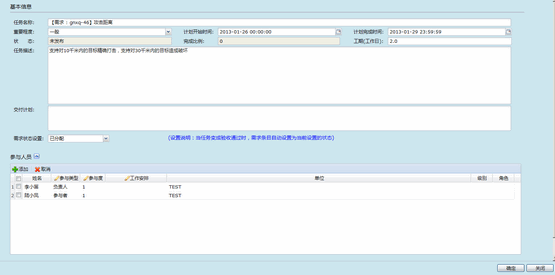 基本信息
任务名称: 【需求:gnxq-46】攻击距离
重要程度: 一般 计划开始时间: 2013-01-26 00:00:00 计划完成时间: 2013-01-29 23:59:59
状 态: 未发布 完成比例: 0 工期(工作日): 2.0
任务描述: 支持对10千米内的目标精确打击,支持对30千米内的目标造成破坏
交付计划:
需求状态设置: 已分配 (设置说明:当任务变成验收通过时,需求条目自动设置为当前设置的状态)
参与人员
添加 取消
姓名 参与类型 参与度 工作安排 单位 级别 角色
1 李小英 负责人 1 TEST
2 陆小凤 参与者 1 TEST
确定 关闭